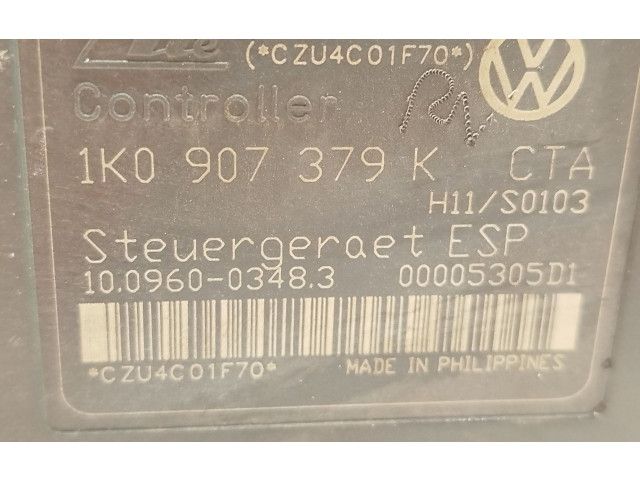 Ate (*CZU4C01F70*)
Controller
1K0 907 379 K CTA
H11/S0103
Steuergeraet ESP
10.0960-0348.3 00005305D1
*CZU4C01F70* MADE IN PHILIPPINES